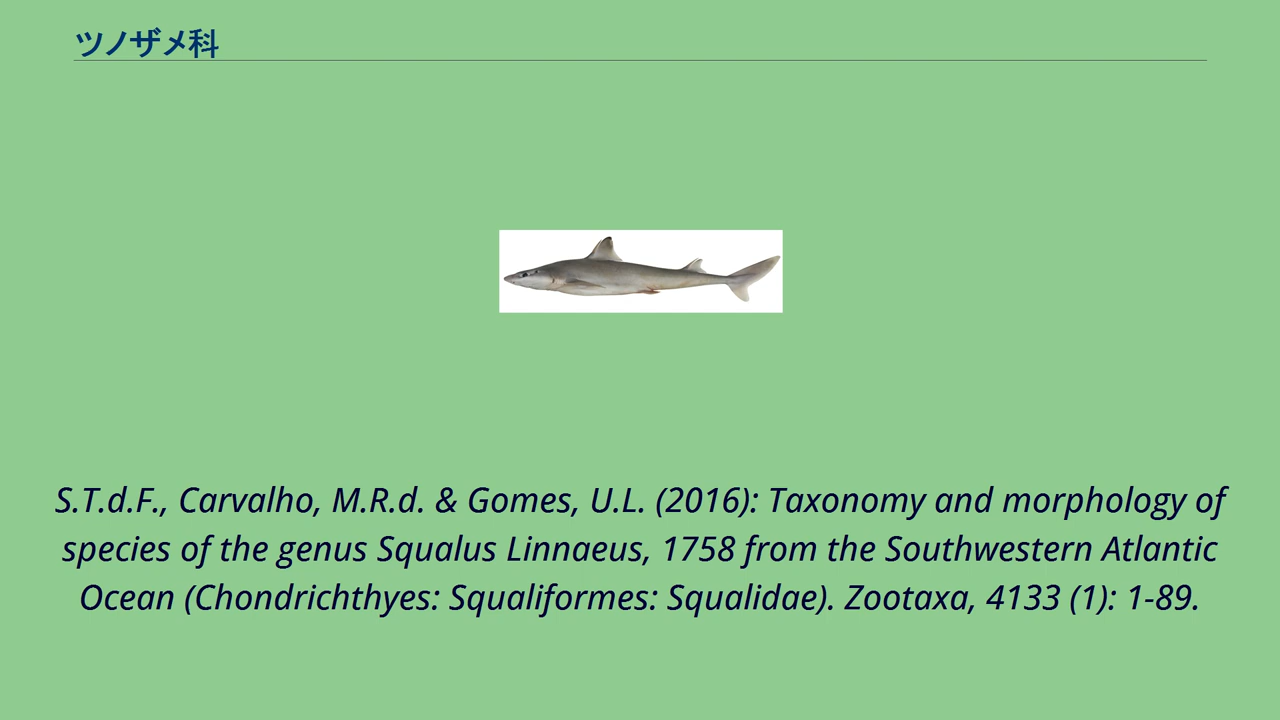 ツノザメ科
S.T.d.F., Carvalho, M.R.d. & Gomes, U.L. (2016): Taxonomy and morphology of
species of the genus Squalus Linnaeus, 1758 from the Southwestern Atlantic
Ocean (Chondrichthyes: Squaliformes: Squalidae). Zootaxa, 4133 (1): 1-89.